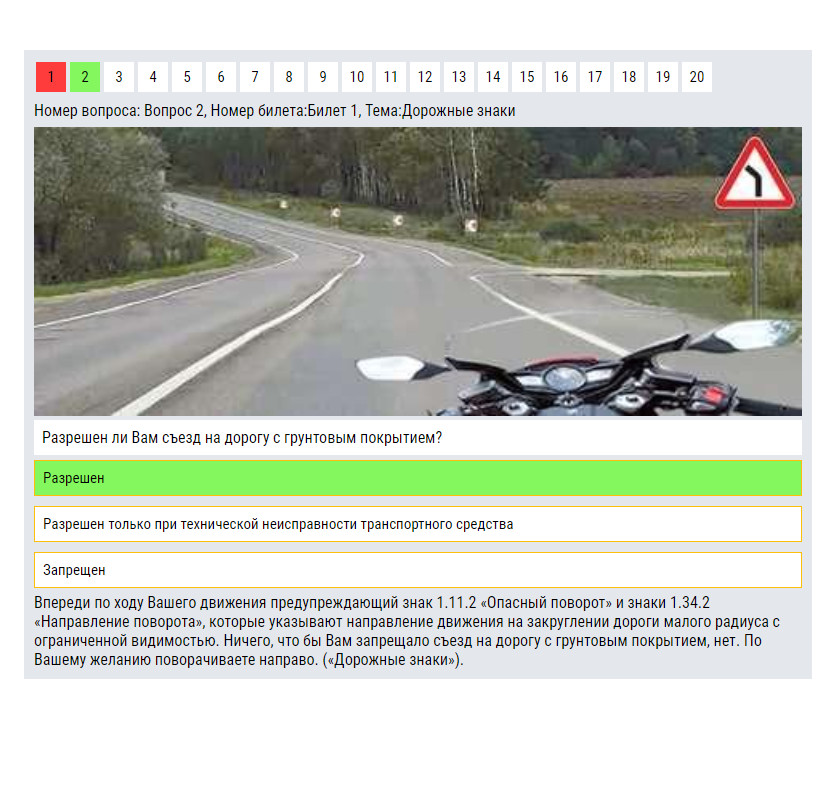 1 2 3 4 5 6 7 8 9 10 11 12 13 14 15 16 17 18 19 20
Номер вопроса: Вопрос 2, Номер билета:Билет 1, Тема:Дорожные знаки
Разрешен ли Вам съезд на дорогу с грунтовым покрытием?
Разрешен
Разрешен только при технической неисправности транспортного средства
Запрещен
Впереди по ходу Вашего движения предупреждающий знак 1.11.2 «Опасный поворот» и знаки 1.34.2
«Направление поворота», которые указывают направление движения на закруглении дороги малого радиуса с
ограниченной видимостью. Ничего, что бы Вам запрещало съезд на дорогу с грунтовым покрытием, нет. По
Вашему желанию поворачиваете направо. («Дорожные знаки»).